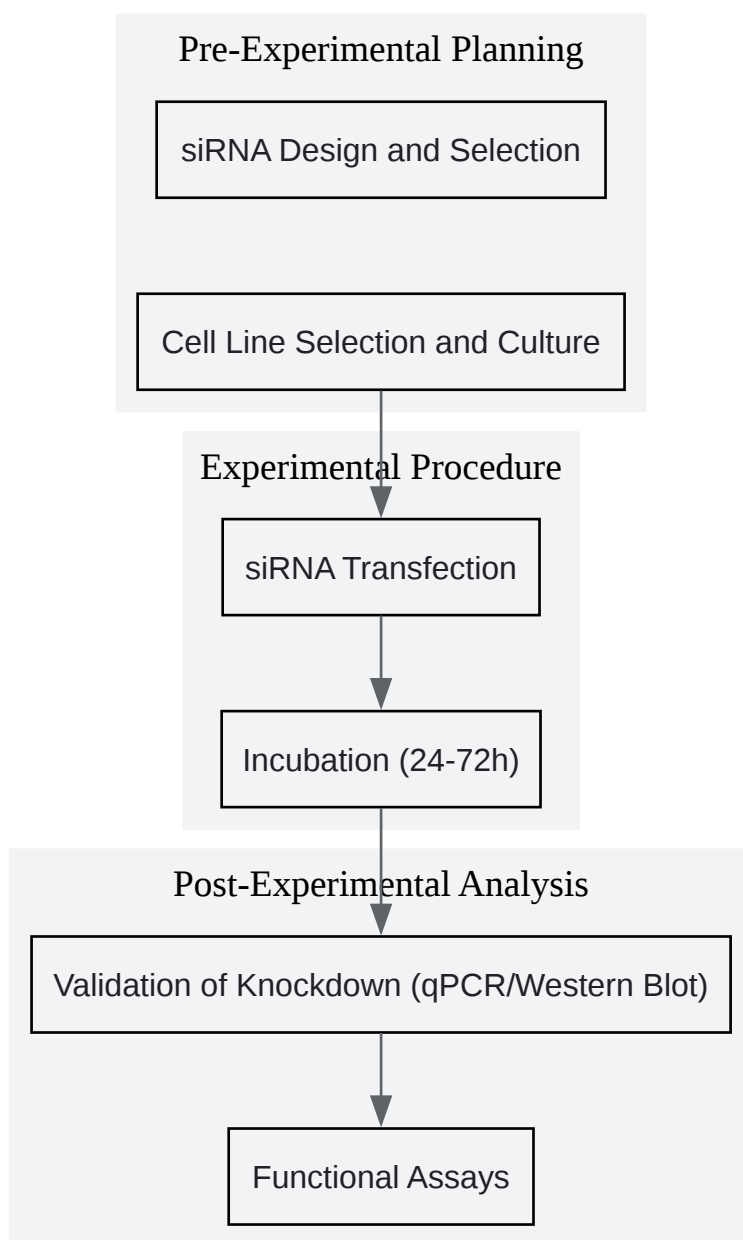 Pre-Experimental Planning
siRNA Design and Selection
Cell Line Selection and Culture
Experimental Procedure
siRNA Transfection
Incubation (24-72h)
Post-Experimental Analysis
Validation of Knockdown (qPCR/Western Blot)
Functional Assays